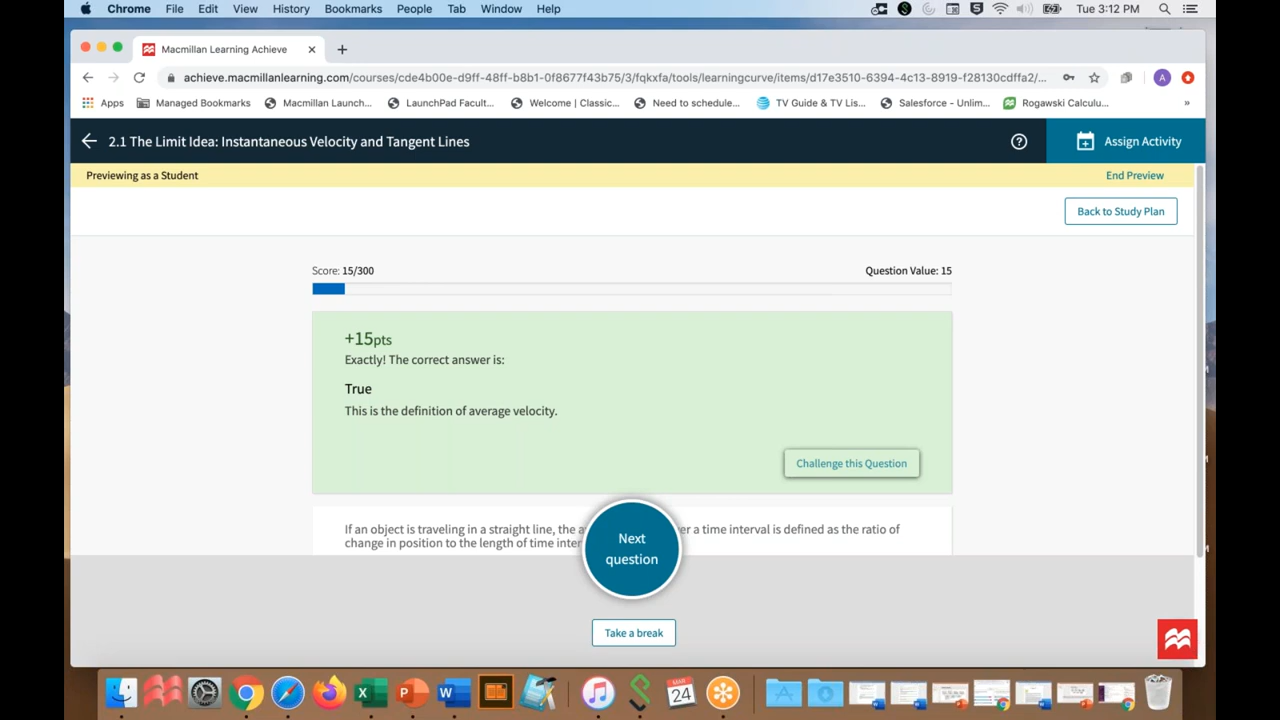 Chrome File Edit View History Bookmarks People Tab Window Help Tue 3:12 PM
Macmillan Learning Achieve
achieve.macmillanlearning.com/courses/cde4b00e-d9ff-48ff-b8b1-0f8677f43b75/3/fqkxfa/tools/learningcurve/items/d17e3510-6394-4c13-8919-f28130cdffa2/...
A
Apps Managed Bookmarks Macmillan Launch... LaunchPad Facult... Welcome | Classic... Need to schedule... TV Guide & TV Lis... Salesforce - Unlim... Rogawski Calculu... »
2.1 The Limit Idea: Instantaneous Velocity and Tangent Lines
Assign Activity
Previewing as a Student
End Preview
Back to Study Plan
Score: 15/300
Question Value: 15
+15pts
Exactly! The correct answer is:
True
This is the definition of average velocity.
Challenge this Question
If an object is traveling in a straight line, the a er a time interval is defined as the ratio of
change in position to the length of time inter
Next
question
Take a break
MAR
24